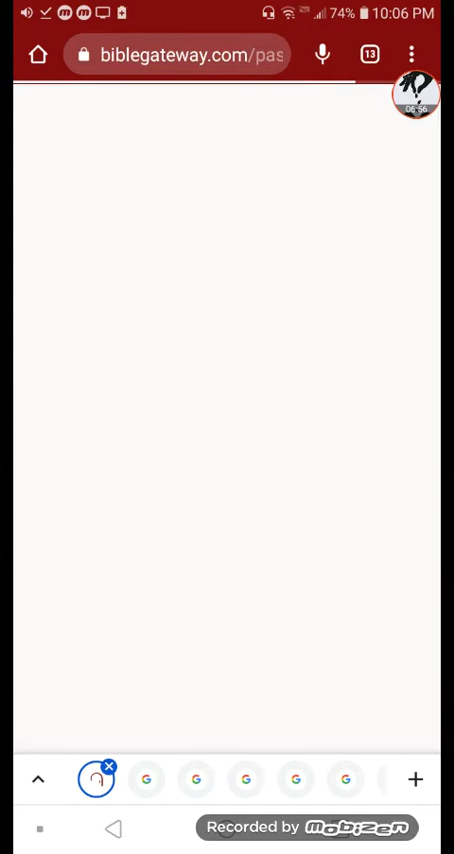 74% 10:06 PM
biblegateway.com/pas
13
06:56
Recorded by mobizen